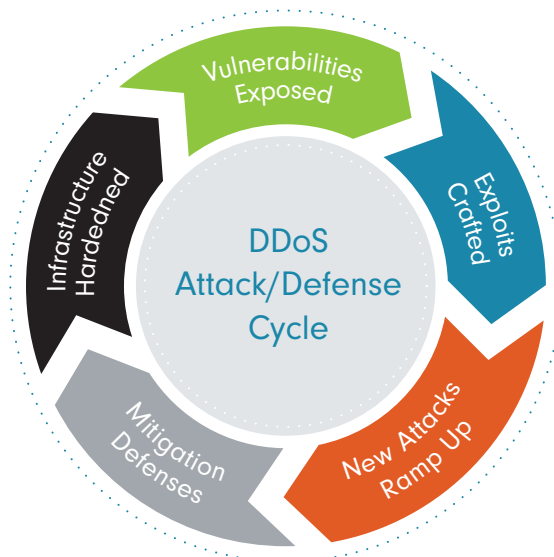 Vulnerabilities
Exposed
Exploits
Crafted
New Attacks
Ramp Up
Mitigation
Defenses
Infrastructure
Hardedned
DDoS
Attack/Defense
Cycle